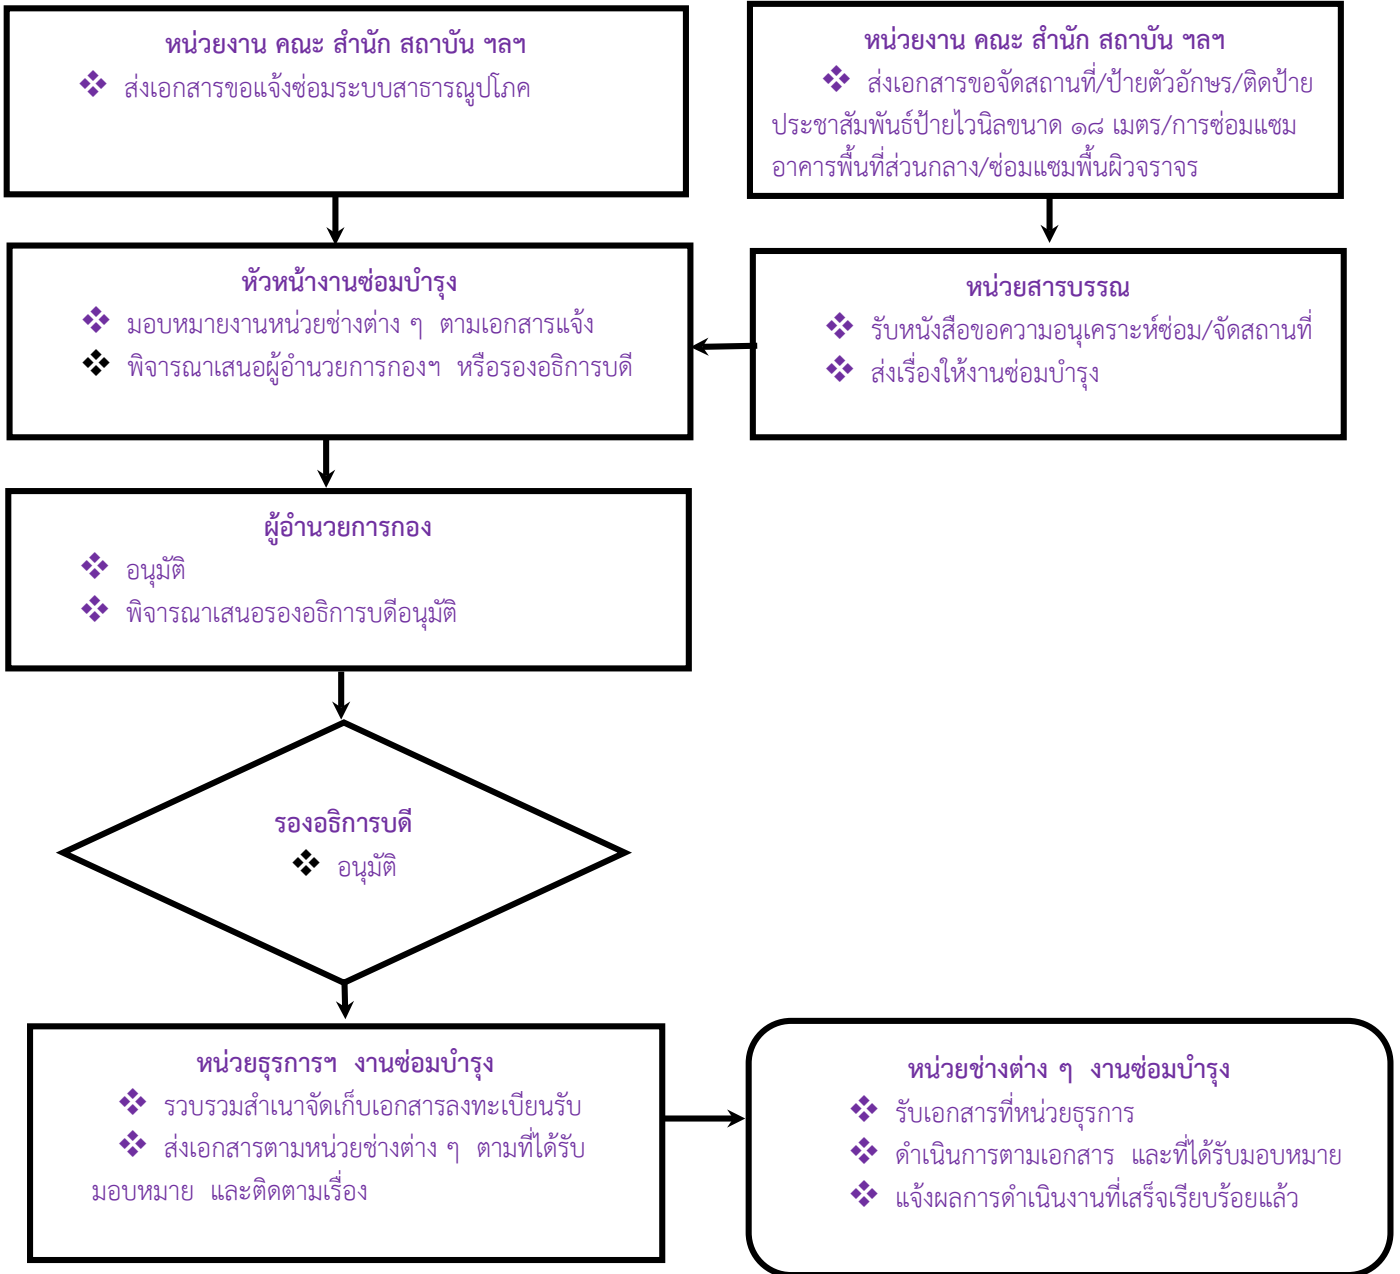 หน่วยงาน คณะ สำนัก สถาบัน ฯลฯ
❖ ส่งเอกสารขอแจ้งซ่อมระบบสาธารณูปโภค
หน่วยงาน คณะ สำนัก สถาบัน ฯลฯ
❖ ส่งเอกสารขอจัดสถานที่/ป้ายตัวอักษร/ติดป้าย
ประชาสัมพันธ์ป้ายไวนิลขนาด ๑๘ เมตร/การซ่อมแซม
อาคารพื้นที่ส่วนกลาง/ซ่อมแซมพื้นผิวจราจร
หัวหน้างานซ่อมบำรุง
❖ มอบหมายงานหน่วยช่างต่าง ๆ ตามเอกสารแจ้ง
❖ พิจารณาเสนอผู้อำนวยการกองฯ หรือรองอธิการบดี
หน่วยสารบรรณ
❖ รับหนังสือขอความอนุเคราะห์ซ่อม/จัดสถานที่
❖ ส่งเรื่องให้งานซ่อมบำรุง
ผู้อำนวยการกอง
❖ อนุมัติ
❖ พิจารณาเสนอรองอธิการบดีอนุมัติ
รองอธิการบดี
❖ อนุมัติ
หน่วยธุรการฯ งานซ่อมบำรุง
❖ รวบรวมสำเนาจัดเก็บเอกสารลงทะเบียนรับ
❖ ส่งเอกสารตามหน่วยช่างต่าง ๆ ตามที่ได้รับ
มอบหมาย และติดตามเรื่อง
หน่วยช่างต่าง ๆ งานซ่อมบำรุง
❖ รับเอกสารที่หน่วยธุรการ
❖ ดำเนินการตามเอกสาร และที่ได้รับมอบหมาย
❖ แจ้งผลการดำเนินงานที่เสร็จเรียบร้อยแล้ว